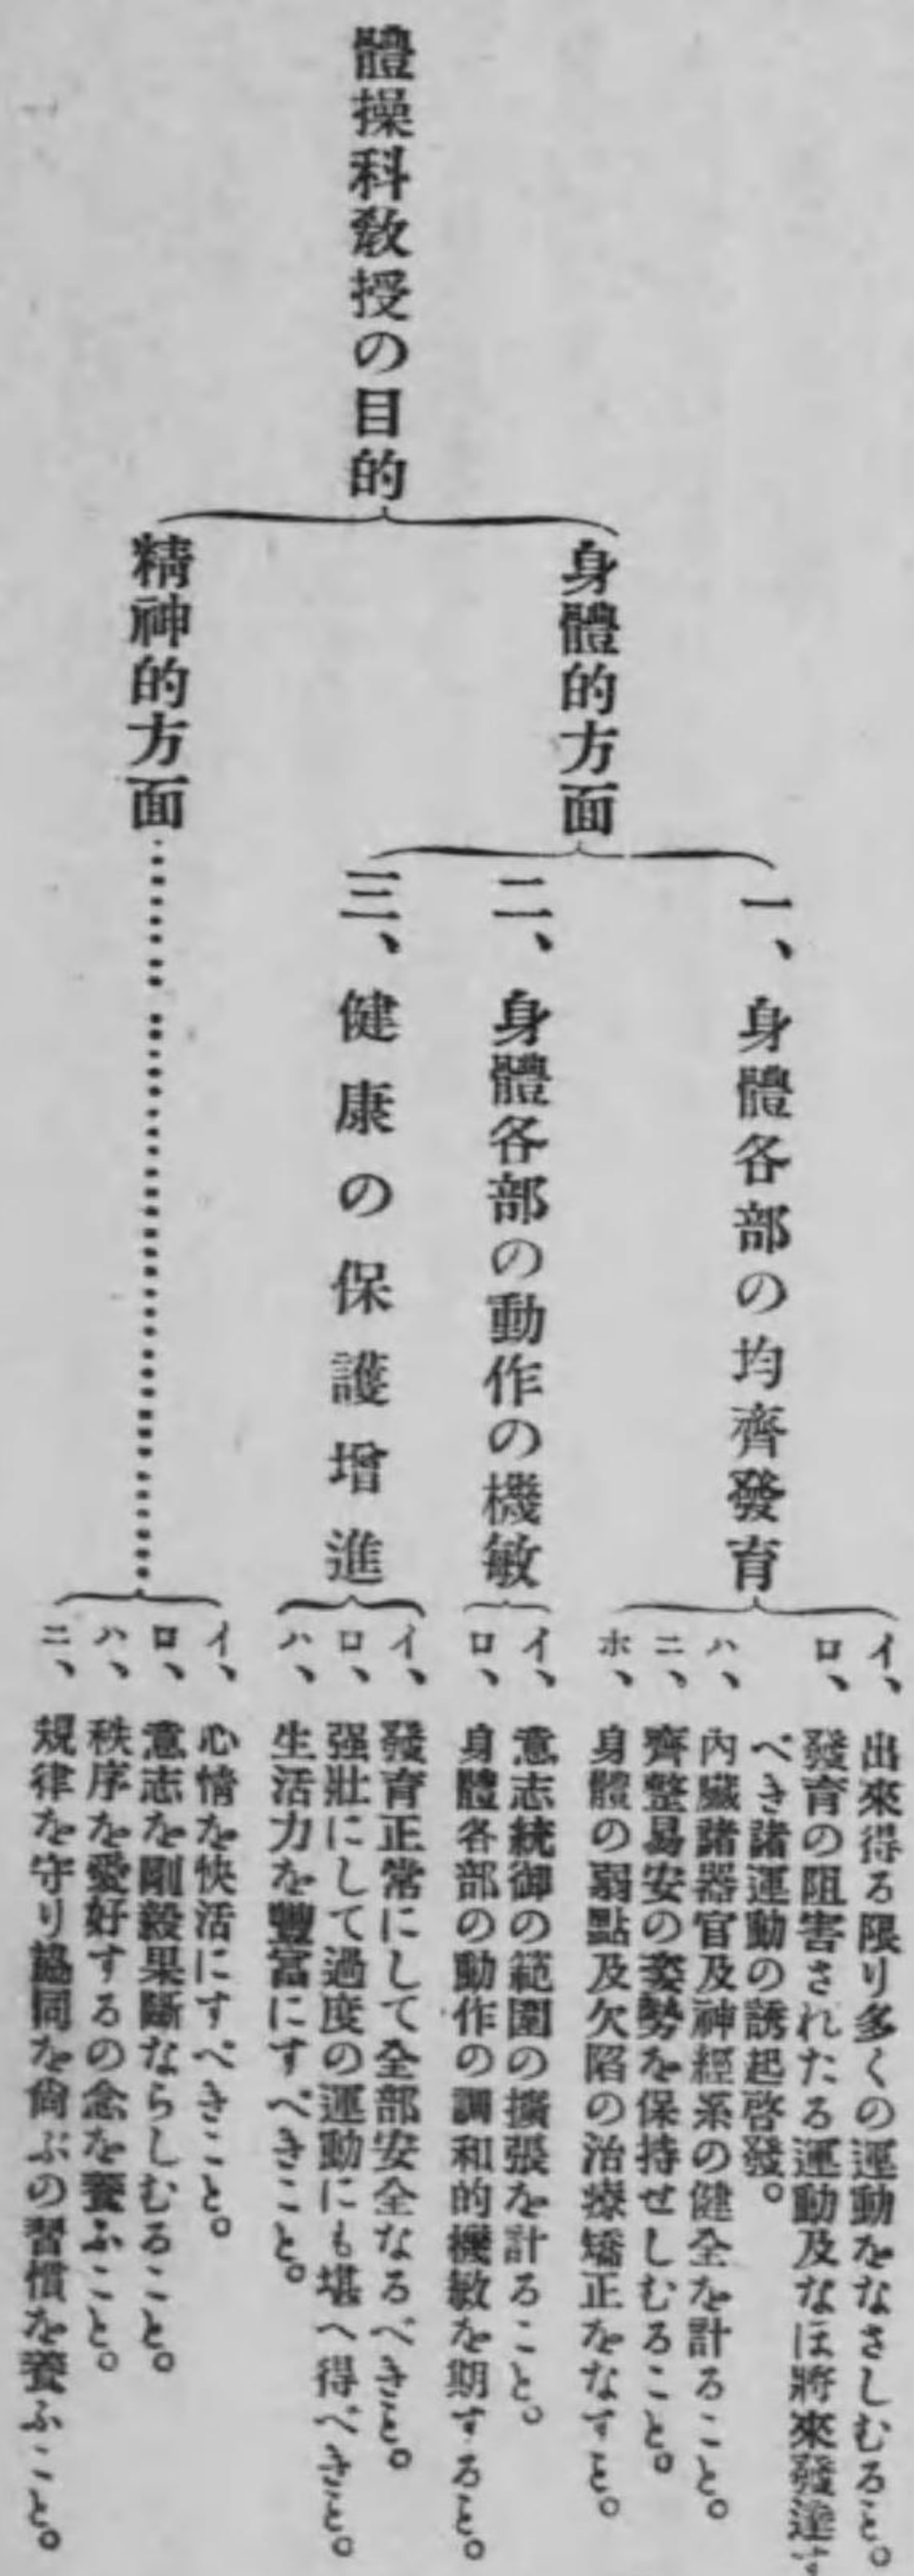 體操科敎授の目的
身體的方面
一、身體各部の均齊發育
イ、出來得る限り多くの運動をなさしむること。
ロ、發育の阻害されたる運動及なほ將來發達す
べき諸運動の誘起啓發。
ハ、內臟諸器官及神經系の健全を計ること。
ニ、齊整易安の姿勢を保持せしむること。
ホ、身體の弱點及欠陷の治療矯正をなすこと。
二、身體各部の動作の機敏
イ、意志統御の範圍の擴張を計ること。
ロ、身體各部の動作の調和的機敏を期すること。
三、健康の保護增進
イ、發育正常にして全部安全なるべきこと。
ロ、强壯にして過度の運動にも堪へ得べきこと。
ハ、生活力を豐富にすべきこと。
精神的方面
イ、心情を快活にすべきこと。
ロ、意志を剛毅果斷ならしむること。
ハ、秩序を愛好するの念を養ふこと。
ニ、規律を守り協同を尙ぶの習慣を養ふこと。